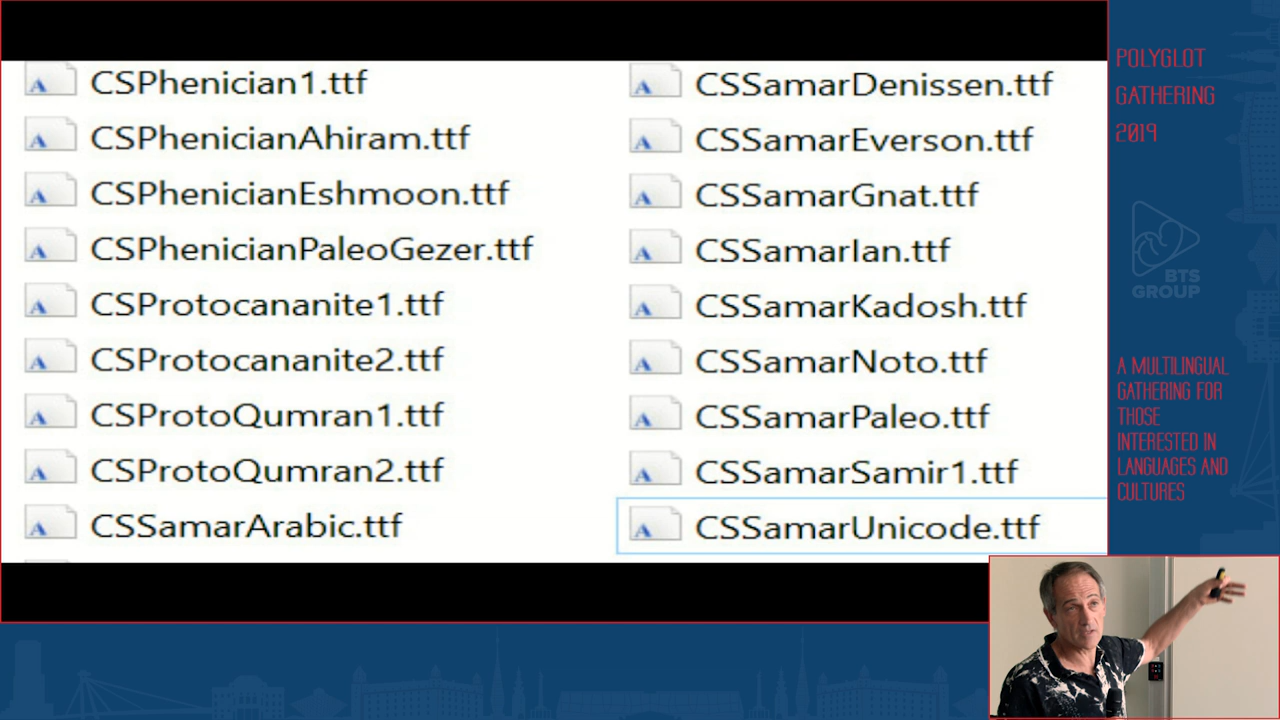 CSPhenician1.ttf
CSPhenicianAhiram.ttf
CSPhenicianEshmoon.ttf
CSPhenicianPaleoGezer.ttf
CSProtocananite1.ttf
CSProtocananite2.ttf
CSProtoQumran1.ttf
CSProtoQumran2.ttf
CSSamarArabic.ttf
CSSamarDenissen.ttf
CSSamarEverson.ttf
CSSamarGnat.ttf
CSSamarIan.ttf
CSSamarKadosh.ttf
CSSamarNoto.ttf
CSSamarPaleo.ttf
CSSamarSamir1.ttf
CSSamarUnicode.ttf
POLYGLOT
GATHERING
2019
BTS
GROUP
A MULTILINGUAL
GATHERING FOR
THOSE
INTERESTED IN
LANGUAGES AND
CULTURES